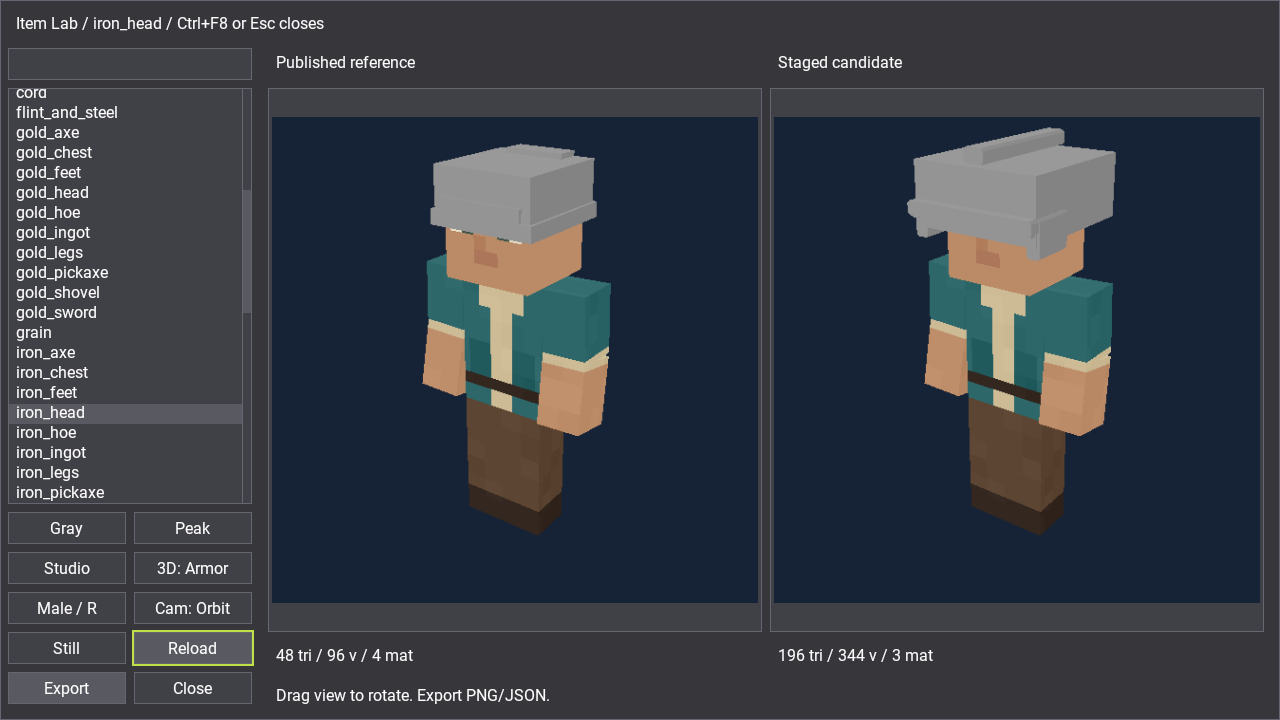 Item Lab / iron_head / Ctrl+F8 or Esc closes
Published reference
Staged candidate
cord
flint_and_steel
gold_axe
gold_chest
gold_feet
gold_head
gold_hoe
gold_ingot
gold_legs
gold_pickaxe
gold_shovel
gold_sword
grain
iron_axe
iron_chest
iron_feet
iron_head
iron_hoe
iron_ingot
iron_legs
iron_pickaxe
Gray
Peak
Studio
3D: Armor
Male / R
Cam: Orbit
Still
Reload
Export
Close
48 tri / 96 v / 4 mat
196 tri / 344 v / 3 mat
Drag view to rotate. Export PNG/JSON.